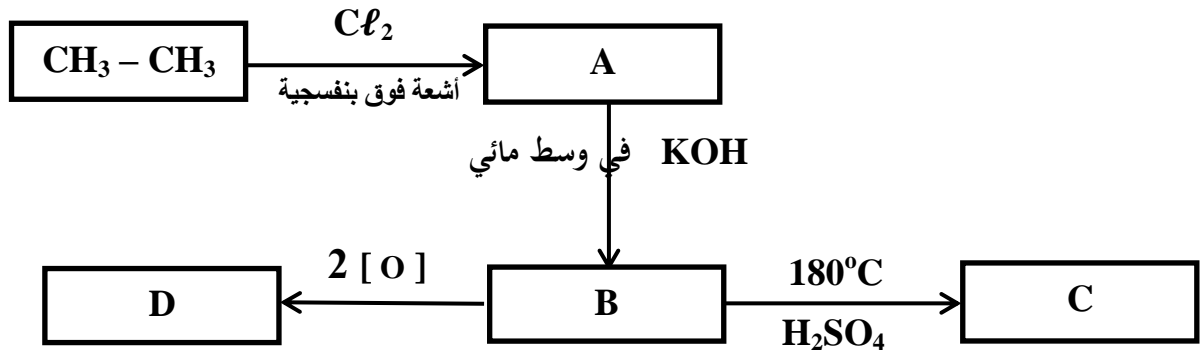 Cℓ₂
CH₃ – CH₃
A
أشعة فوق بنفسجية
في وسط مائي KOH
2 [ O ]
180°C
D
B
C
H₂SO₄